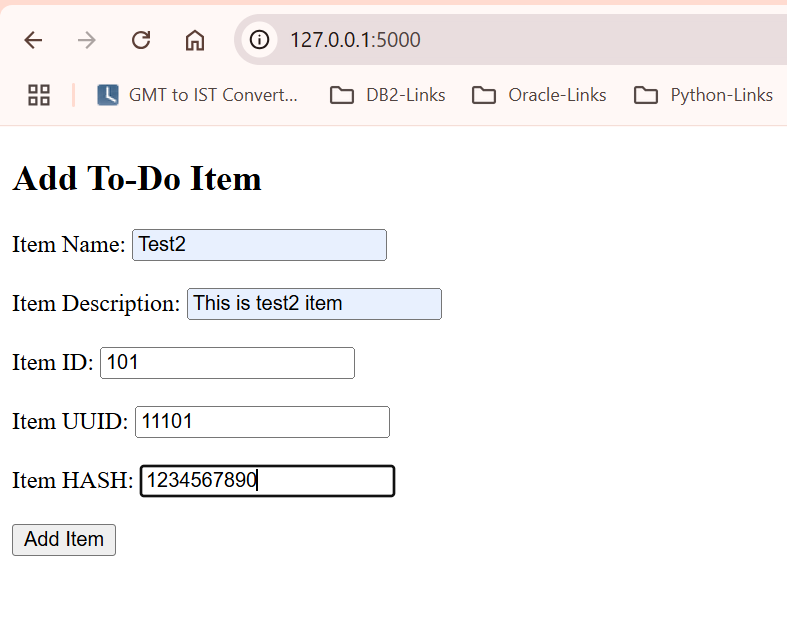 127.0.0.1:5000
GMT to IST Convert... DB2-Links Oracle-Links Python-Links
Add To-Do Item
Item Name: Test2
Item Description: This is test2 item
Item ID: 101
Item UUID: 11101
Item HASH: 1234567890
Add Item